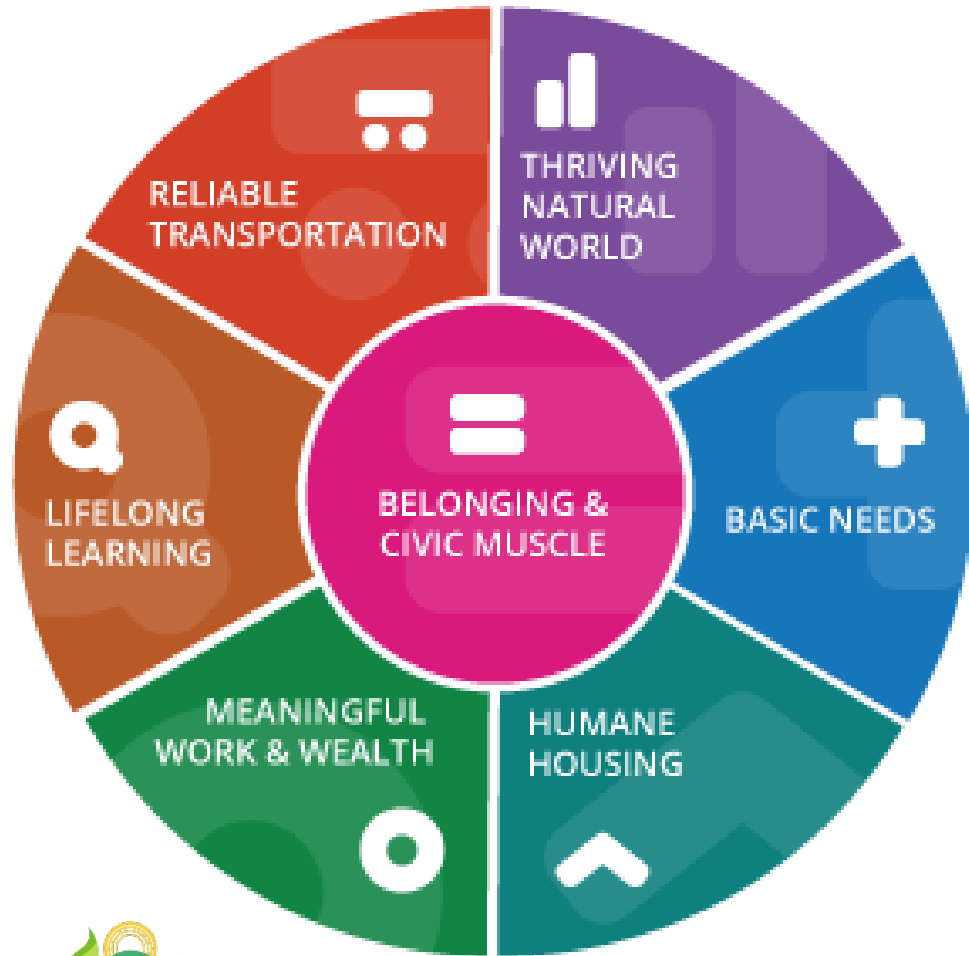 THRIVING
NATURAL
WORLD
BASIC NEEDS
HUMANE
HOUSING
MEANINGFUL
WORK & WEALTH
LIFELONG
LEARNING
RELIABLE
TRANSPORTATION
BELONGING &
CIVIC MUSCLE